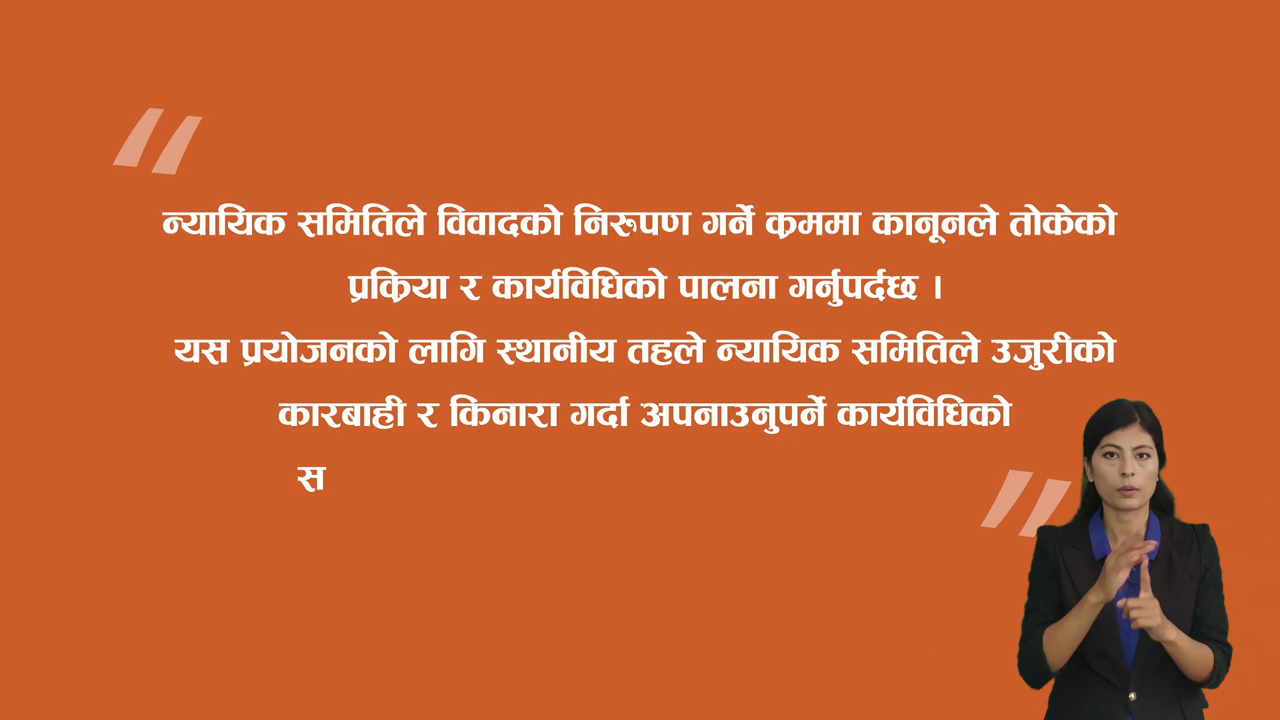 न्यायिक समितिले विवादको निरूपण गर्ने क्रममा कानूनले तोकेको
प्रक्रिया र कार्यविधिको पालना गर्नुपर्दछ ।
यस प्रयोजनको लागि स्थानीय तहले न्यायिक समितिले उजुरीको
कारबाही र किनारा गर्दा अपनाउनुपर्ने कार्यविधिको
स